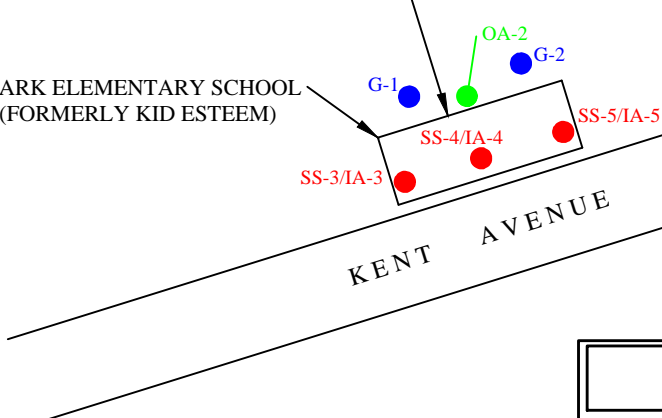 OA-2
G-2
G-1
ARK ELEMENTARY SCHOOL
(FORMERLY KID ESTEEM)
SS-5/IA-5
SS-4/IA-4
SS-3/IA-3
KENT AVENUE